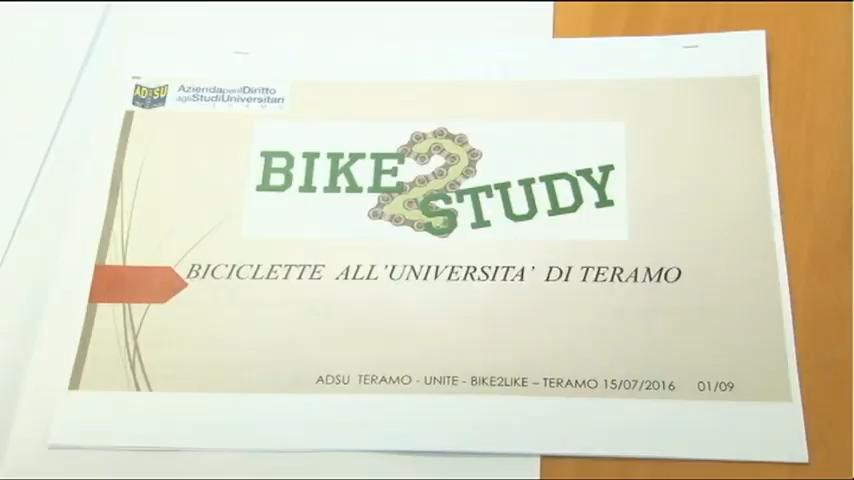 ADSU
Azienda per il Diritto
agli Studi Universitari
TERAMO
BIKE 2 STUDY
BICICLETTE ALL'UNIVERSITA' DI TERAMO
ADSU TERAMO - UNITE - BIKE2LIKE – TERAMO 15/07/2016 01/09